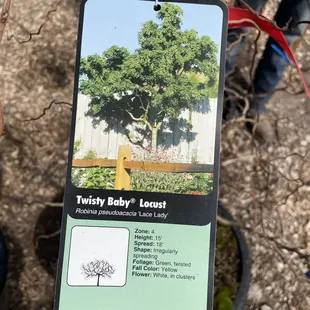 Locust
Twisty Baby® Locust
Robinia pseudoacacia 'Lace Lady'
Zone: 4
Height: 15'
Spread: 18'
Shape: Irregularly
spreading
Foliage: Green, twisted
Fall Color: Yellow
Flower: White, in clusters